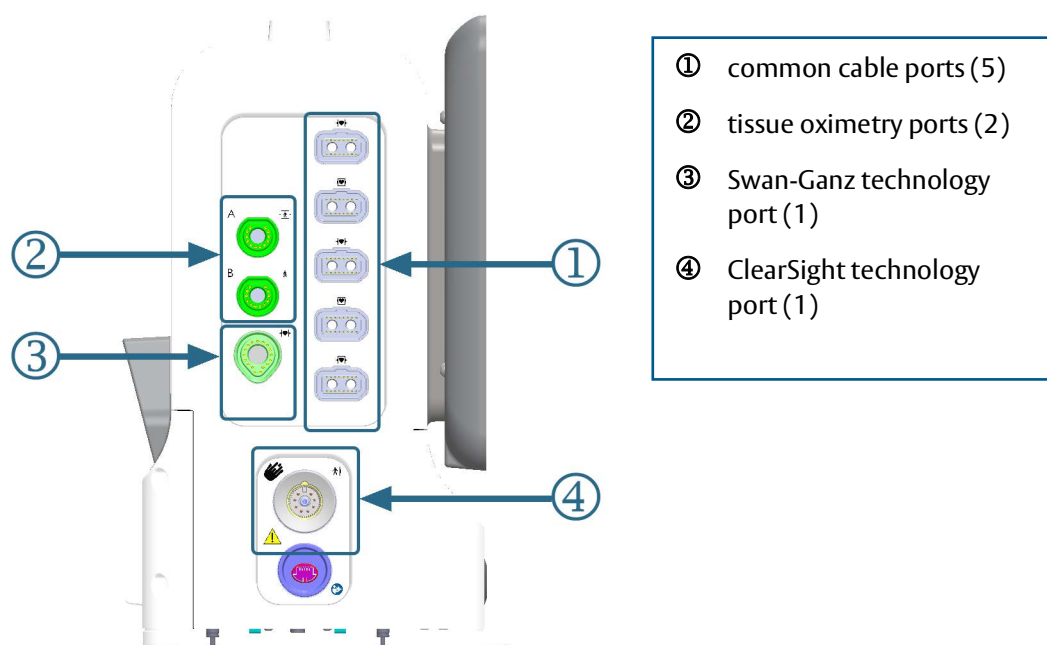 A
B
②
③
①
④
① common cable ports (5)
② tissue oximetry ports (2)
③ Swan-Ganz technology
port (1)
④ ClearSight technology
port (1)